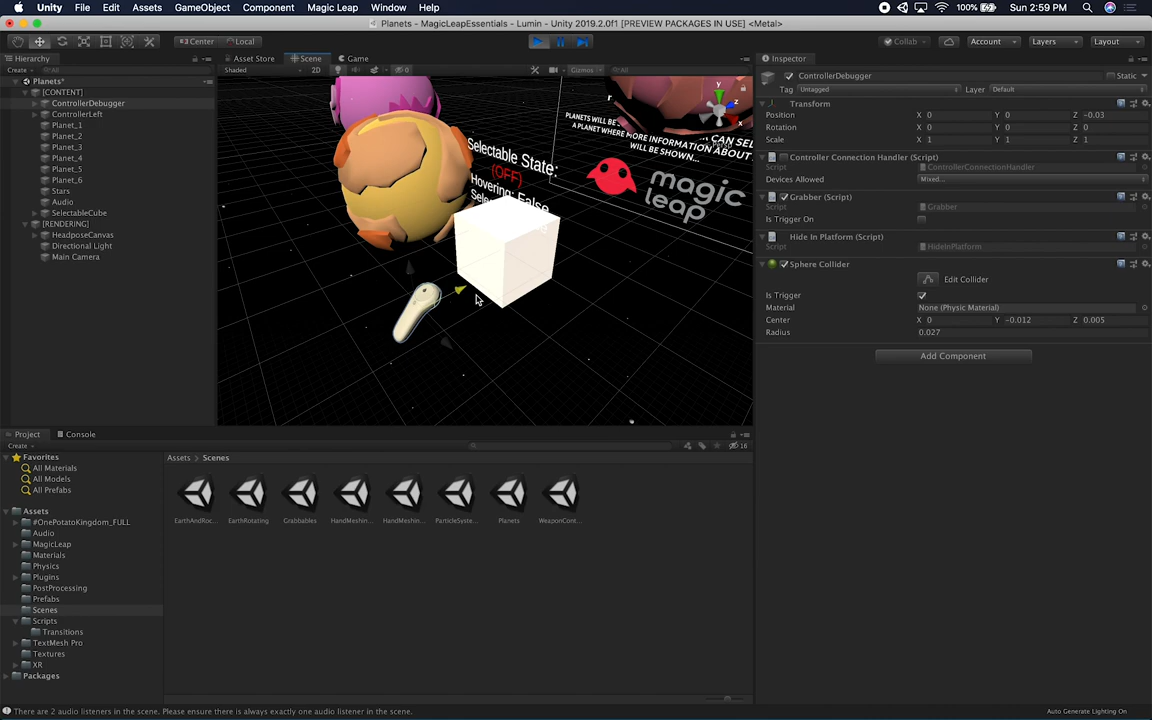 Unity File Edit Assets GameObject Component Magic Leap Window Help 100% Sun 2:59 PM
Planets - MagicLeapEssentials - Lumin - Unity 2019.2.0f1 [PREVIEW PACKAGES IN USE] <Metal>
Center Local Collab Account Layers Layout
Hierarchy Asset Store Scene Game Inspector
Create All Shaded 2D 0 Gizmos All ControllerDebugger Static
Planets*
[CONTENT]
ControllerDebugger
ControllerLeft
Planet_1
Planet_2
Planet_3
Planet_4
Planet_5
Planet_6
Stars
Audio
SelectableCube
[RENDERING]
HeadposeCanvas
Directional Light
Main Camera
PLANETS WILL BE
CAN SEL
A PLANET WHERE MORE INFORMATION ABOUT
WILL BE SHOWN...
Selectable State:
(OFF)
Hovering: False
magic
leap
y
z
x
Tag Untagged Layer Default
Transform
Position X 0 Y 0 Z -0.03
Rotation X 0 Y 0 Z 0
Scale X 1 Y 1 Z 1
Controller Connection Handler (Script)
Script ControllerConnectionHandler
Devices Allowed Mixed...
Grabber (Script)
Script Grabber
Is Trigger On
Hide In Platform (Script)
Script HideInPlatform
Sphere Collider
Edit Collider
Is Trigger
Material None (Physic Material)
Center X 0 Y -0.012 Z 0.005
Radius 0.027
Add Component
Project Console
Create 16
Favorites
All Materials
All Models
All Prefabs
Assets
#OnePotatoKingdom_FULL
Audio
MagicLeap
Materials
Physics
Plugins
PostProcessing
Prefabs
Scenes
Scripts
Transitions
TextMesh Pro
Textures
XR
Packages
Assets Scenes
EarthAndRoc... EarthRotating Grabbables HandMeshin... HandMeshin... ParticleSyste... Planets WeaponCont...
There are 2 audio listeners in the scene. Please ensure there is always exactly one audio listener in the scene.
Auto Generate Lighting On